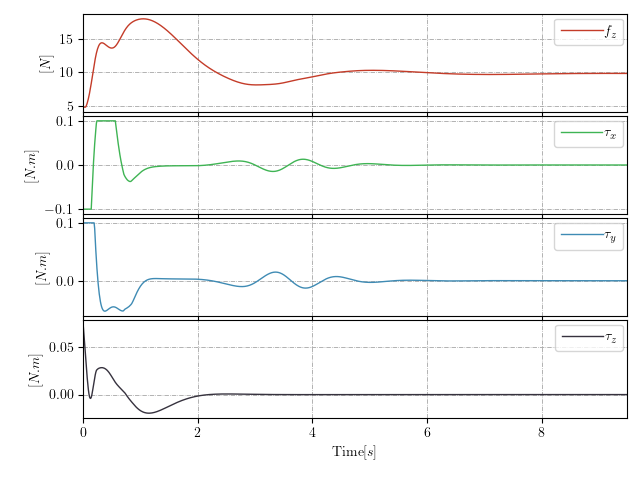 15
10
5
[N]
f_z
0.1
0.0
−0.1
[N.m]
τ_x
0.1
0.0
[N.m]
τ_y
0.05
0.00
[N.m]
τ_z
0 2 4 6 8
Time[s]